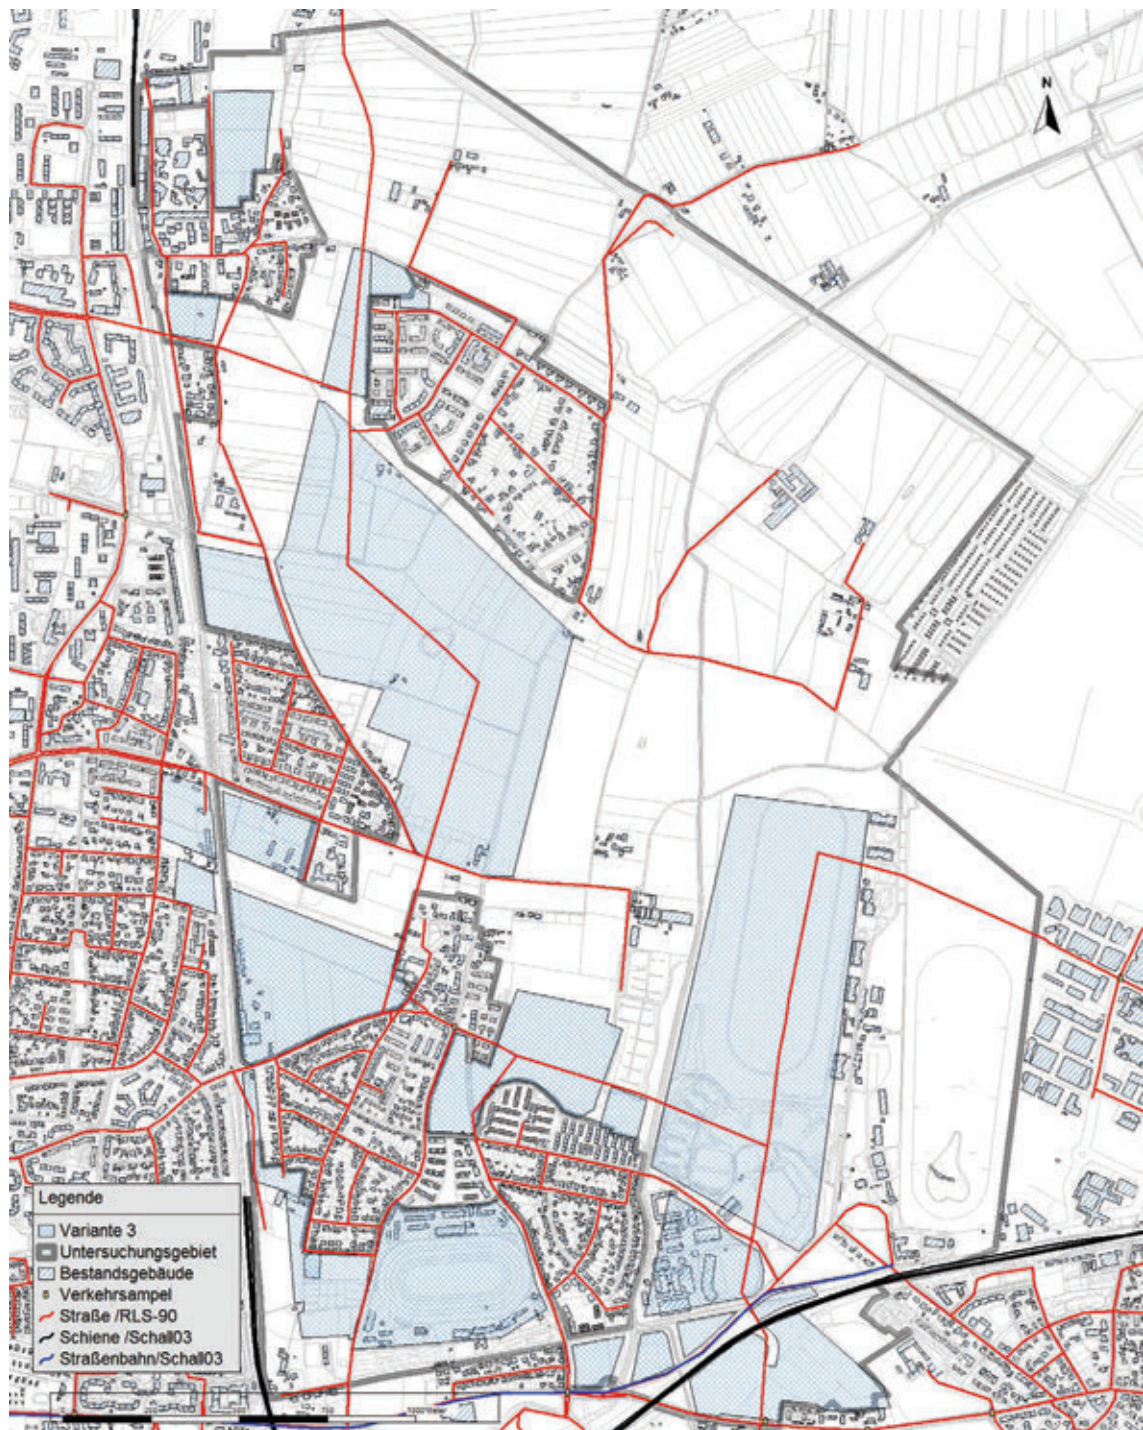 N
Legende
Variante 3
Untersuchungsgebiet
Bestandsgebäude
Verkehrsampel
Straße /RLS-90
Schiene /Schall03
Straßenbahn/Schall03